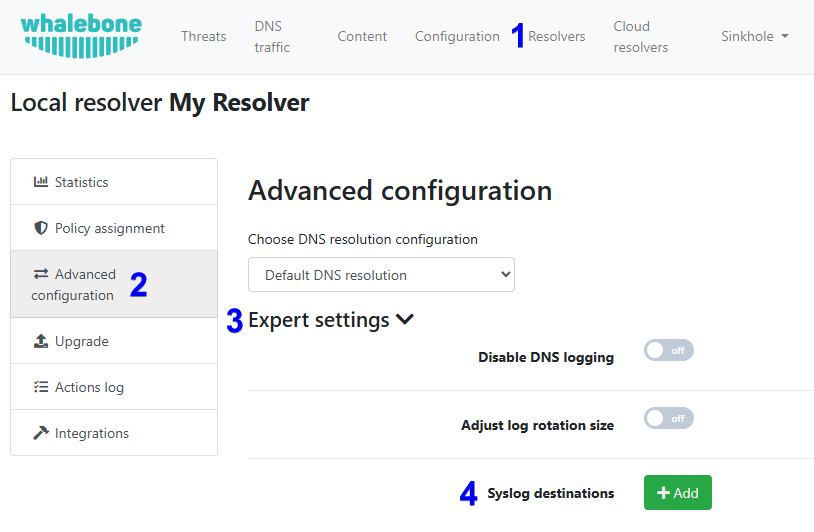 whalebone
Threats
DNS
traffic
Content
Configuration
1 Resolvers
Cloud
resolvers
Sinkhole
Local resolver My Resolver
Statistics
Policy assignment
Advanced
configuration
2
Upgrade
Actions log
Integrations
Advanced configuration
Choose DNS resolution configuration
Default DNS resolution
3 Expert settings
Disable DNS logging
off
Adjust log rotation size
off
4 Syslog destinations
+ Add